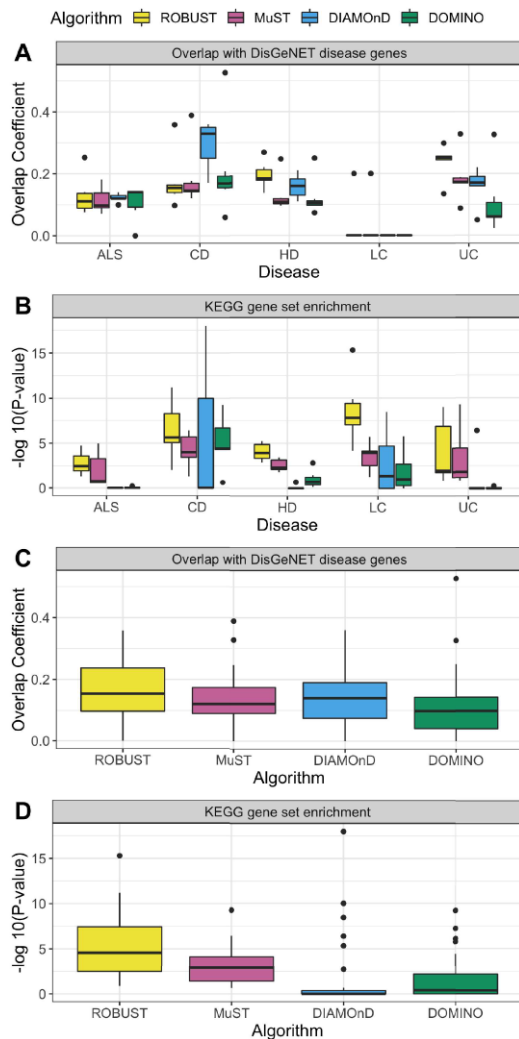 Algorithm ROBUST MuST DIAMOnD DOMINO
A
Overlap with DisGeNET disease genes
Overlap Coefficient
0.4
0.2
0.0
ALS CD HD LC UC
Disease
B
KEGG gene set enrichment
-log 10(P-value)
15
10
5
0
ALS CD HD LC UC
Disease
C
Overlap with DisGeNET disease genes
Overlap Coefficient
0.4
0.2
0.0
ROBUST MuST DIAMOnD DOMINO
Algorithm
D
KEGG gene set enrichment
-log 10(P-value)
15
10
5
0
ROBUST MuST DIAMOnD DOMINO
Algorithm